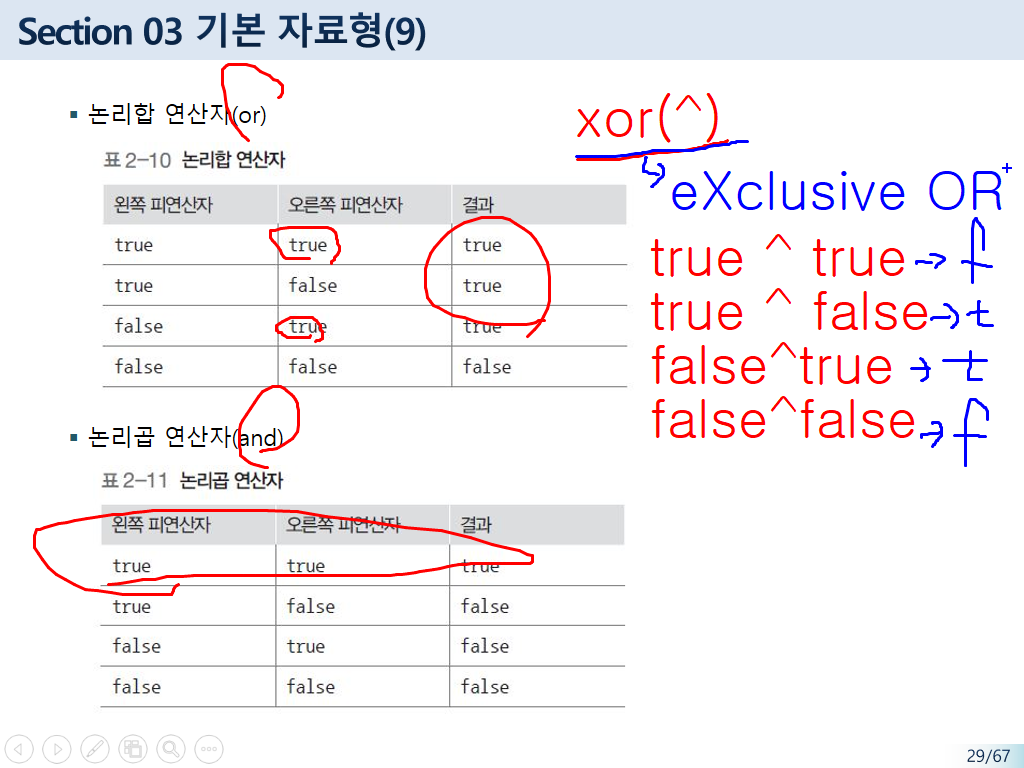 Section 03 기본 자료형(9)
▪ 논리합 연산자(or)
표 2-10 논리합 연산자
왼쪽 피연산자 오른쪽 피연산자 결과
true true true
true false true
false true true
false false false
▪ 논리곱 연산자(and)
표 2-11 논리곱 연산자
왼쪽 피연산자 오른쪽 피연산자 결과
true true true
true false false
false true false
false false false
xor(^)
eXclusive OR
true ^ true → f
true ^ false → t
false^true → t
false^false → f
29/67